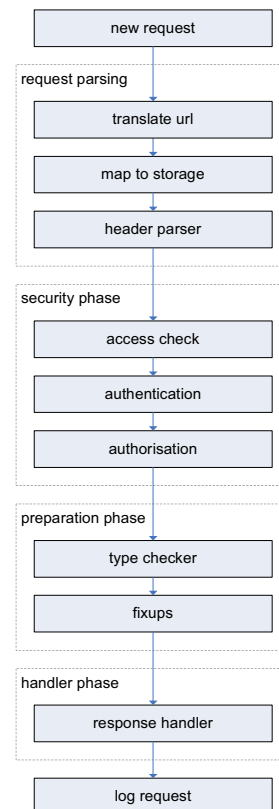 new request
request parsing
translate url
map to storage
header parser
security phase
access check
authentication
authorisation
preparation phase
type checker
fixups
handler phase
response handler
log request